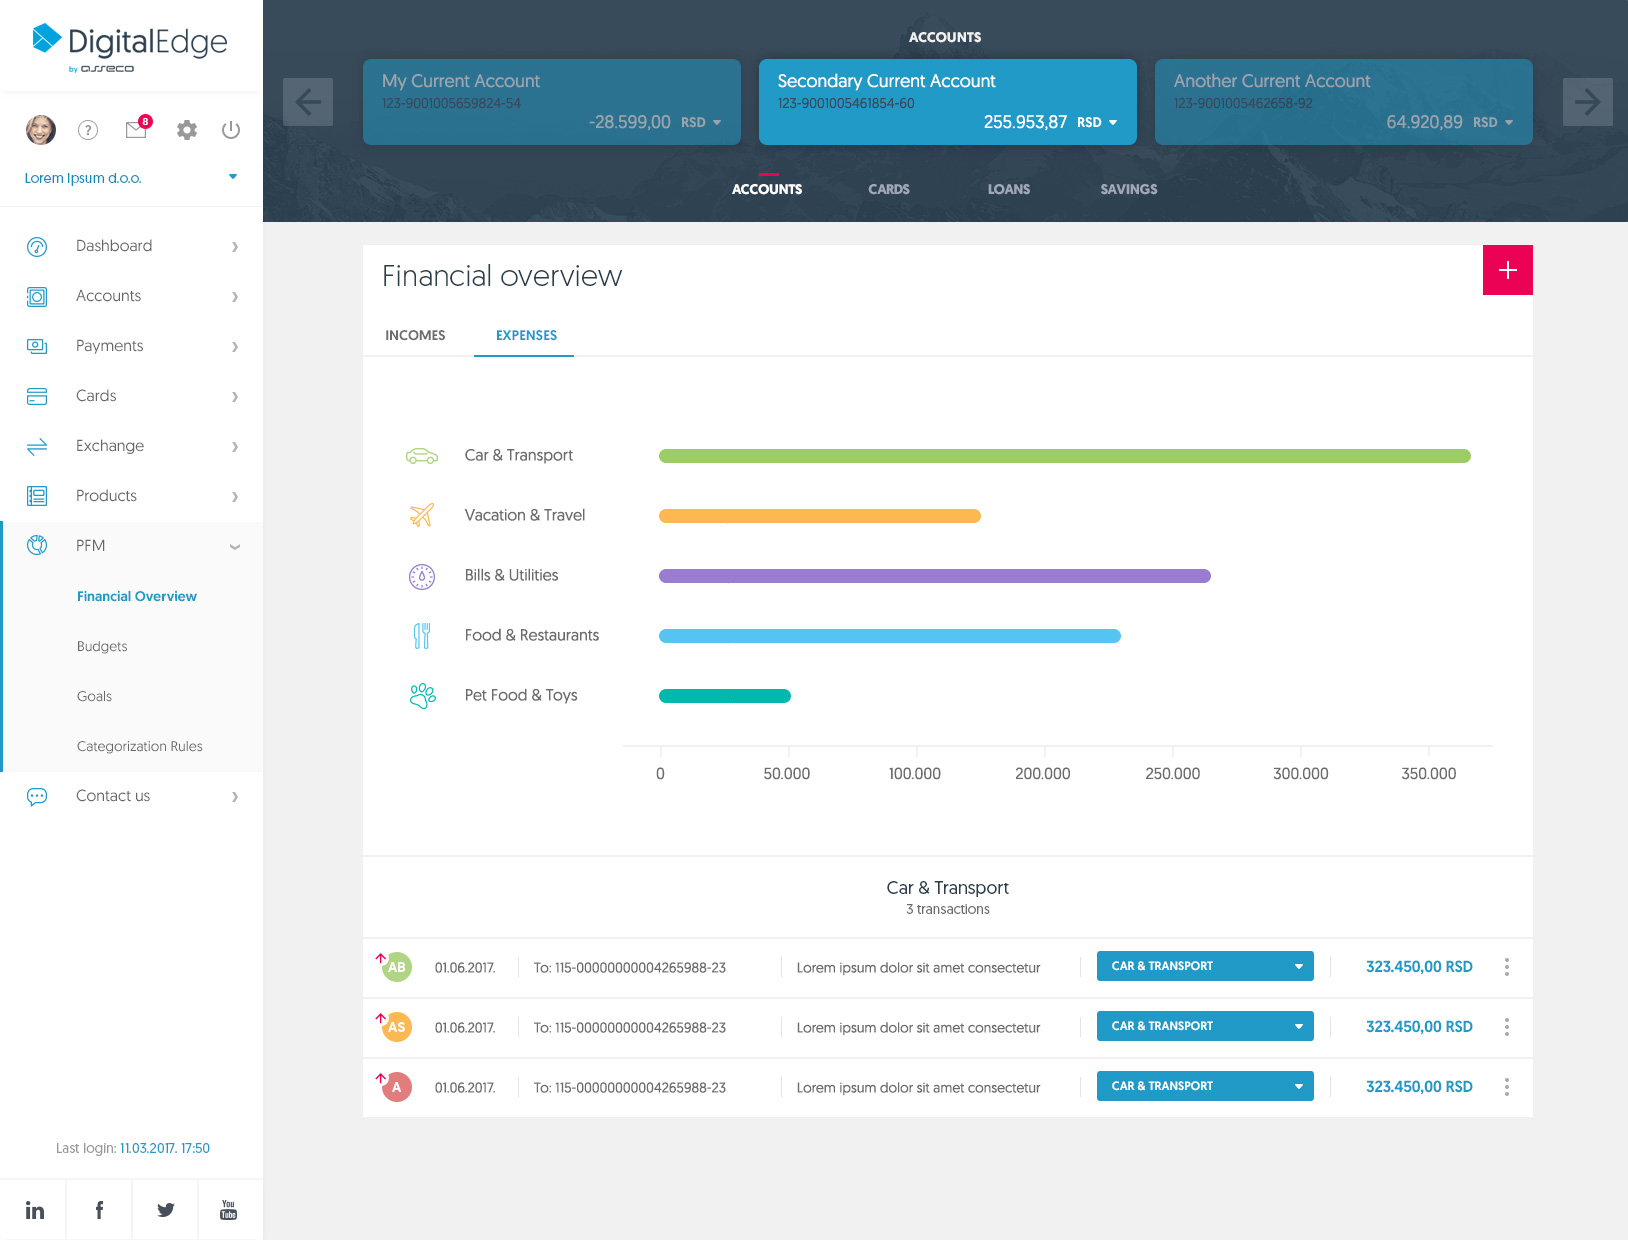 DigitalEdge
by asseco
?
8
Lorem Ipsum d.o.o.
Dashboard
Accounts
Payments
Cards
Exchange
Products
PFM
Financial Overview
Budgets
Goals
Categorization Rules
Contact us
Last login: 11.03.2017. 17:50
in
f
You
Tube
ACCOUNTS
My Current Account
123-9001005659824-54
-28.599,00 RSD
Secondary Current Account
123-9001005461854-60
255.953,87 RSD
Another Current Account
123-9001005462658-92
64.920,89 RSD
ACCOUNTS CARDS LOANS SAVINGS
Financial overview
+
INCOMES EXPENSES
Car & Transport
Vacation & Travel
Bills & Utilities
Food & Restaurants
Pet Food & Toys
0 50.000 100.000 200.000 250.000 300.000 350.000
Car & Transport
3 transactions
AB 01.06.2017. To: 115-00000000004265988-23 Lorem ipsum dolor sit amet consectetur CAR & TRANSPORT 323.450,00 RSD
AS 01.06.2017. To: 115-00000000004265988-23 Lorem ipsum dolor sit amet consectetur CAR & TRANSPORT 323.450,00 RSD
A 01.06.2017. To: 115-00000000004265988-23 Lorem ipsum dolor sit amet consectetur CAR & TRANSPORT 323.450,00 RSD